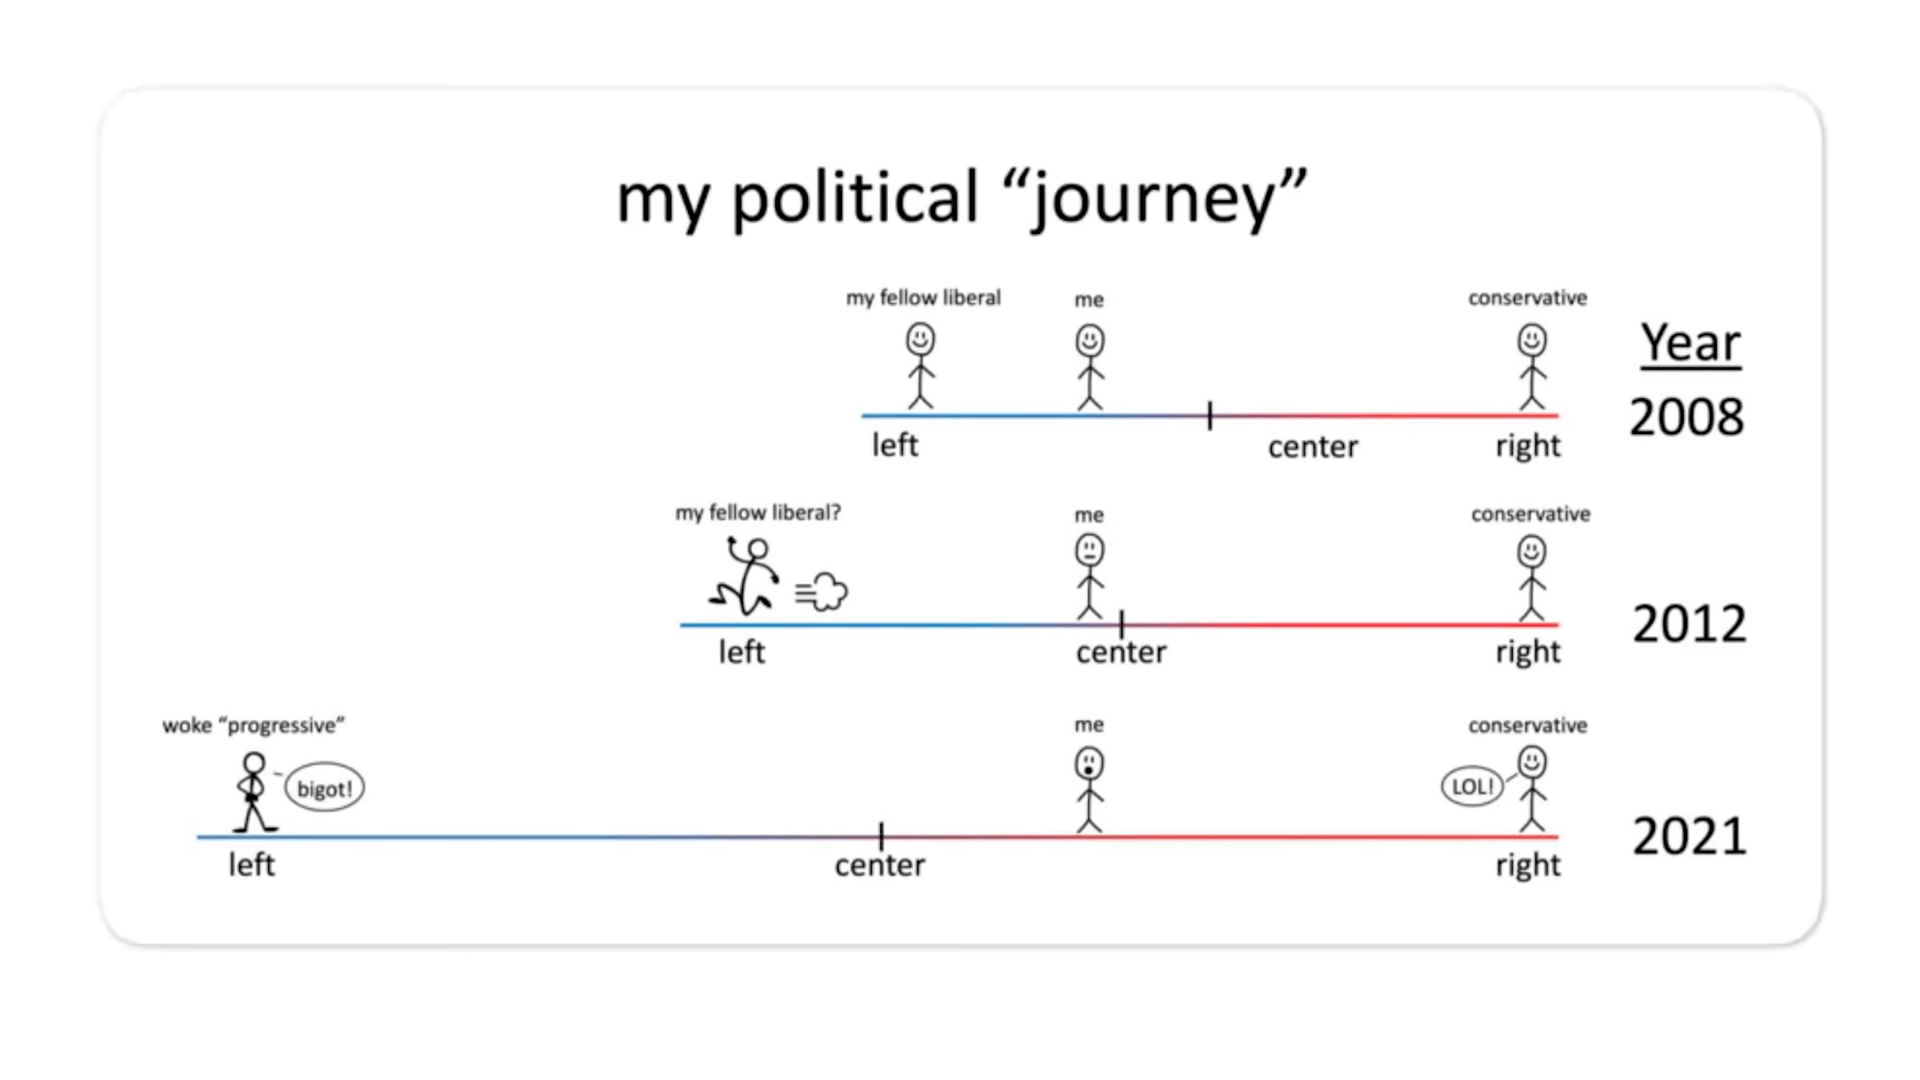 my political “journey”
my fellow liberal
me
conservative
Year
2008
left
center
right
my fellow liberal?
me
conservative
2012
left
center
right
woke “progressive”
me
conservative
bigot!
LOL!
2021
left
center
right